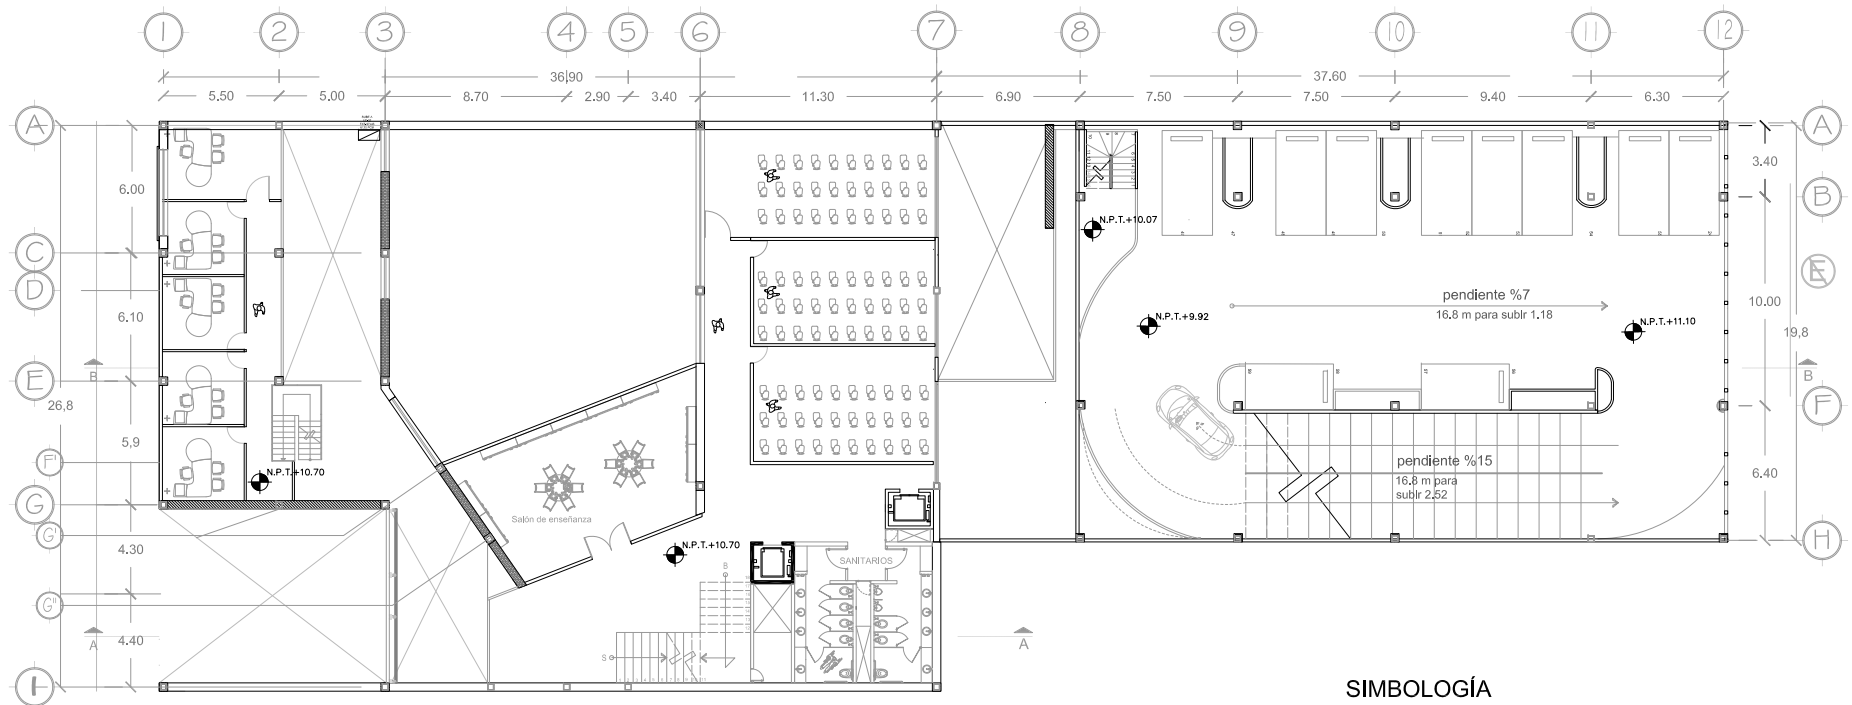 1 2 3 4 5 6 7 8 9 10 11 12
36,90 37.60
5.50 5.00 8.70 2.90 3.40 11.30 6.90 7.50 7.50 9.40 6.30
A A
6.00 3.40
B
N.P.T.+10.07
C
E
D
pendiente %7
10.00
16.8 m para subir 1.18
6.10
N.P.T.+9.92
N.P.T.+11.10
19,8
B B
E
26,8
F
5,9
F'
pendiente %15
16.8 m para
subir 2.52
6.40
N.P.T.+10.70
G
Salón de enseñanza
G'
H
4.30
N.P.T.+10.70
SANITARIOS
B
G"
4.40
A A
S
I
SIMBOLOGÍA